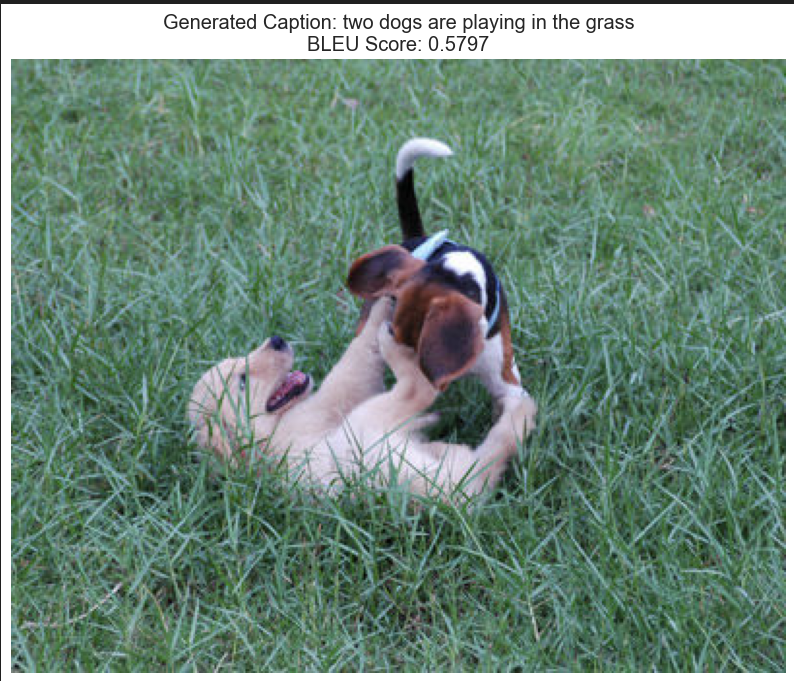 Generated Caption: two dogs are playing in the grass
BLEU Score: 0.5797